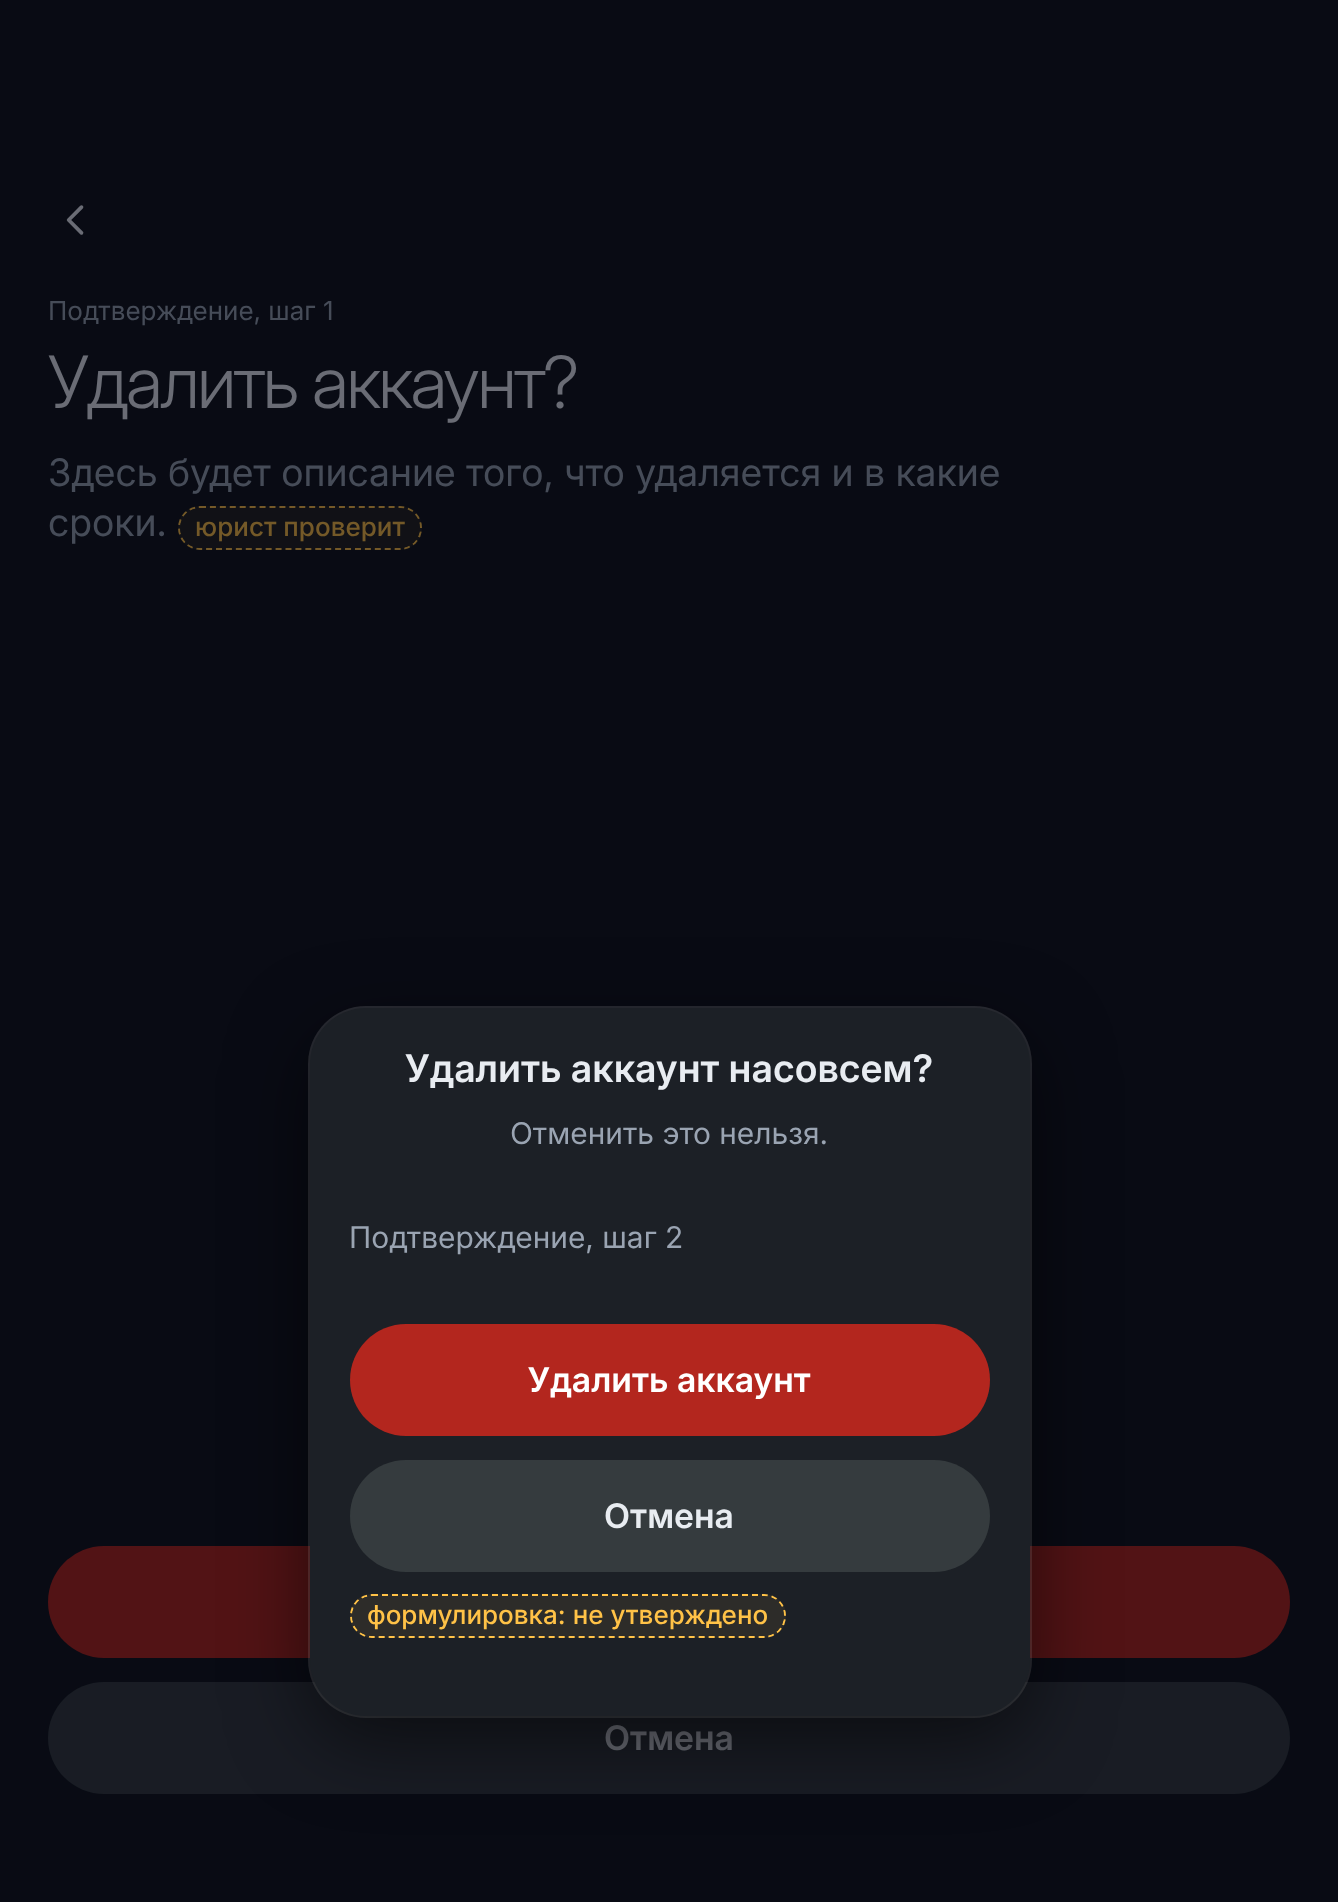 Подтверждение, шаг 1
Удалить аккаунт?
Здесь будет описание того, что удаляется и в какие
сроки. юрист проверит
Удалить аккаунт насовсем?
Отменить это нельзя.
Подтверждение, шаг 2
Удалить аккаунт
Отмена
формулировка: не утверждено
Отмена